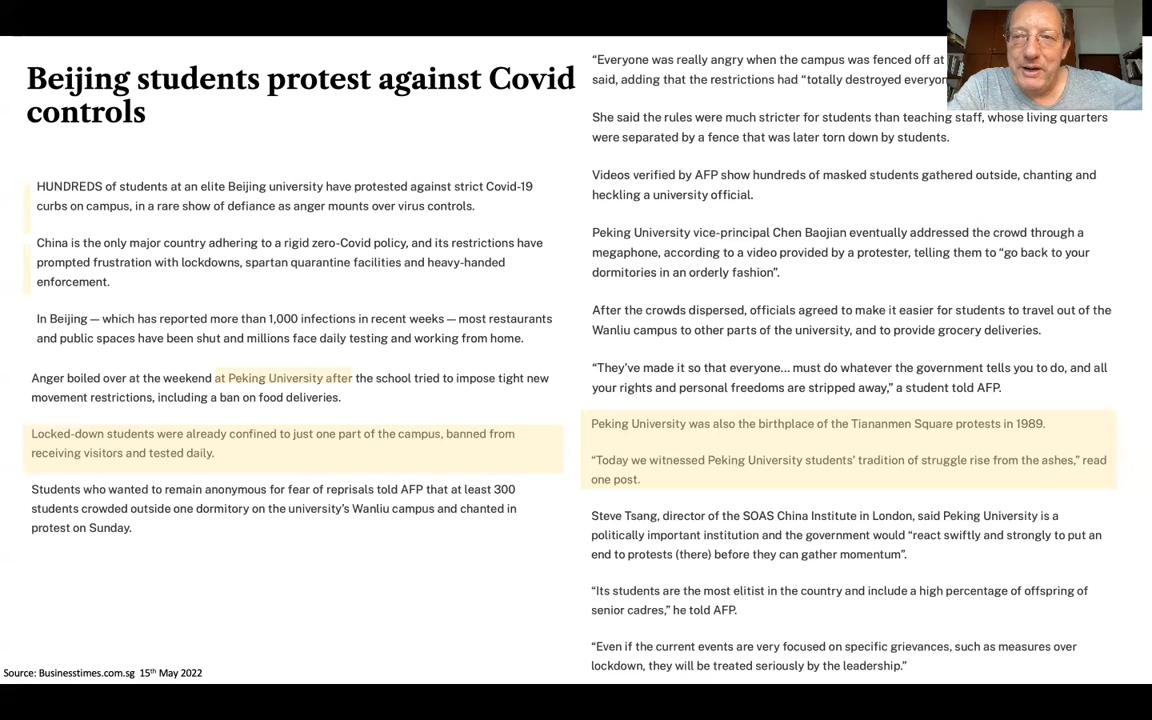 Beijing students protest against Covid
controls
HUNDREDS of students at an elite Beijing university have protested against strict Covid-19
curbs on campus, in a rare show of defiance as anger mounts over virus controls.
China is the only major country adhering to a rigid zero-Covid policy, and its restrictions have
prompted frustration with lockdowns, spartan quarantine facilities and heavy-handed
enforcement.
In Beijing — which has reported more than 1,000 infections in recent weeks — most restaurants
and public spaces have been shut and millions face daily testing and working from home.
Anger boiled over at the weekend at Peking University after the school tried to impose tight new
movement restrictions, including a ban on food deliveries.
Locked-down students were already confined to just one part of the campus, banned from
receiving visitors and tested daily.
Students who wanted to remain anonymous for fear of reprisals told AFP that at least 300
students crowded outside one dormitory on the university’s Wanliu campus and chanted in
protest on Sunday.
Source: Businesstimes.com.sg 15th May 2022
“Everyone was really angry when the campus was fenced off at
said, adding that the restrictions had “totally destroyed
She said the rules were much stricter for students than teaching staff, whose living quarters
were separated by a fence that was later torn down by students.
Videos verified by AFP show hundreds of masked students gathered outside, chanting and
heckling a university official.
Peking University vice-principal Chen Baojian eventually addressed the crowd through a
megaphone, according to a video provided by a protester, telling them to “go back to your
dormitories in an orderly fashion”.
After the crowds dispersed, officials agreed to make it easier for students to travel out of the
Wanliu campus to other parts of the university, and to provide grocery deliveries.
“They’ve made it so that everyone... must do whatever the government tells you to do, and all
your rights and personal freedoms are stripped away,” a student told AFP.
Peking University was also the birthplace of the Tiananmen Square protests in 1989.
“Today we witnessed Peking University students’ tradition of struggle rise from the ashes,” read
one post.
Steve Tsang, director of the SOAS China Institute in London, said Peking University is a
politically important institution and the government would “react swiftly and strongly to put an
end to protests (there) before they can gather momentum”.
“Its students are the most elitist in the country and include a high percentage of offspring of
senior cadres,” he told AFP.
“Even if the current events are very focused on specific grievances, such as measures over
lockdown, they will be treated seriously by the leadership.”